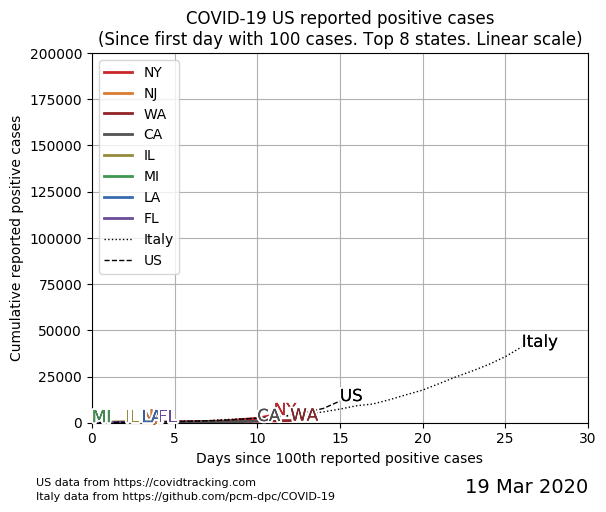 COVID-19 US reported positive cases
(Since first day with 100 cases. Top 8 states. Linear scale)
Cumulative reported positive cases
200000
175000
150000
125000
100000
75000
50000
25000
0
NY
NJ
WA
CA
IL
MI
LA
FL
Italy
US
Italy
US
MI
IL
LA
FL
CA
NY
WA
0
5
10
15
20
25
30
Days since 100th reported positive cases
US data from https://covidtracking.com
Italy data from https://github.com/pcm-dpc/COVID-19
19 Mar 2020